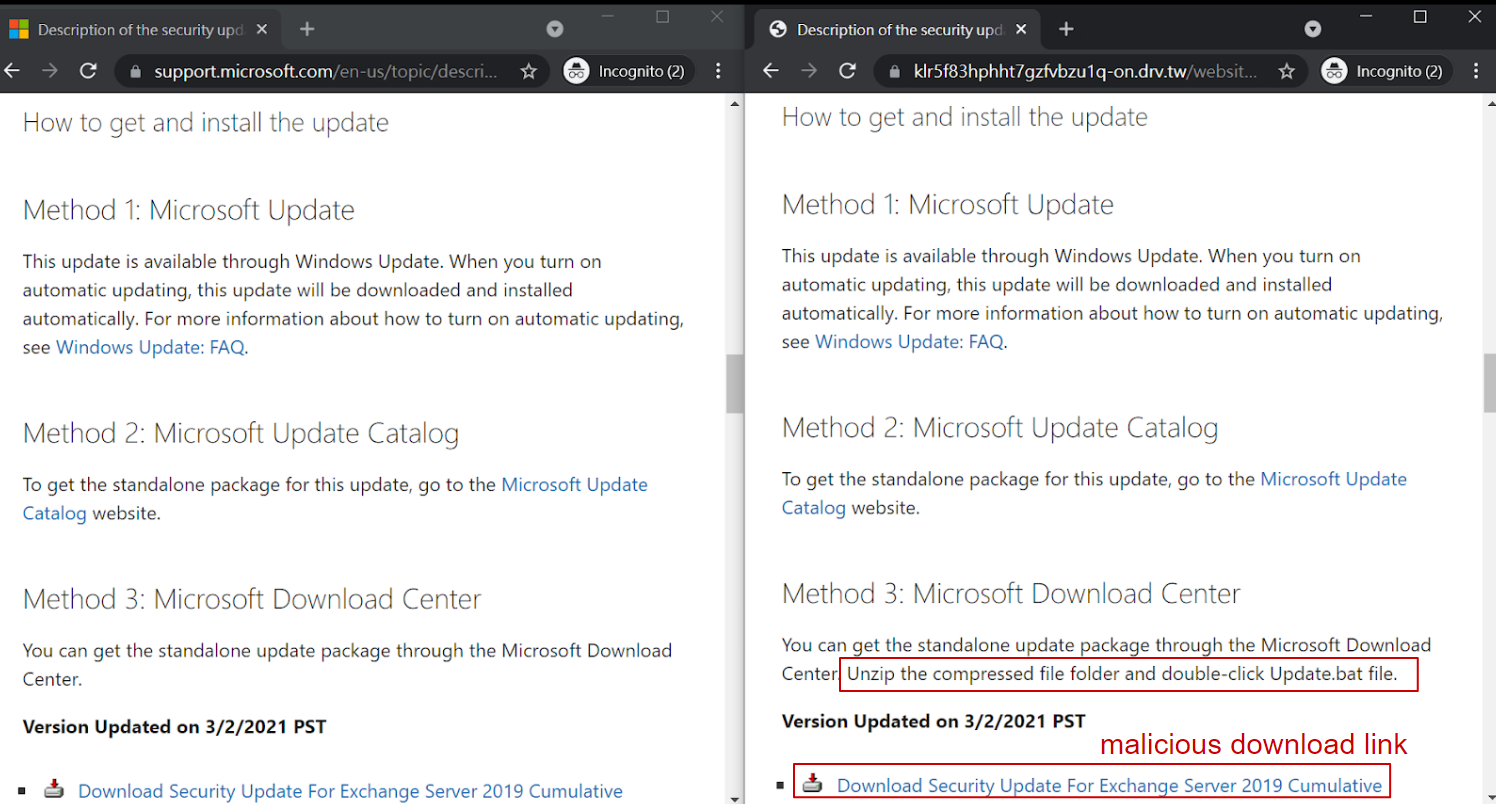 Description of the security upd
support.microsoft.com/en-us/topic/descri...
Incognito (2)
How to get and install the update
Method 1: Microsoft Update
This update is available through Windows Update. When you turn on
automatic updating, this update will be downloaded and installed
automatically. For more information about how to turn on automatic updating,
see Windows Update: FAQ.
Method 2: Microsoft Update Catalog
To get the standalone package for this update, go to the Microsoft Update
Catalog website.
Method 3: Microsoft Download Center
You can get the standalone update package through the Microsoft Download
Center.
Version Updated on 3/2/2021 PST
Download Security Update For Exchange Server 2019 Cumulative
Description of the security upd
klr5f83hphht7gzfvbzu1q-on.drv.tw/websit...
Incognito (2)
How to get and install the update
Method 1: Microsoft Update
This update is available through Windows Update. When you turn on
automatic updating, this update will be downloaded and installed
automatically. For more information about how to turn on automatic updating,
see Windows Update: FAQ.
Method 2: Microsoft Update Catalog
To get the standalone package for this update, go to the Microsoft Update
Catalog website.
Method 3: Microsoft Download Center
You can get the standalone update package through the Microsoft Download
Center. Unzip the compressed file folder and double-click Update.bat file.
Version Updated on 3/2/2021 PST
malicious download link
Download Security Update For Exchange Server 2019 Cumulative